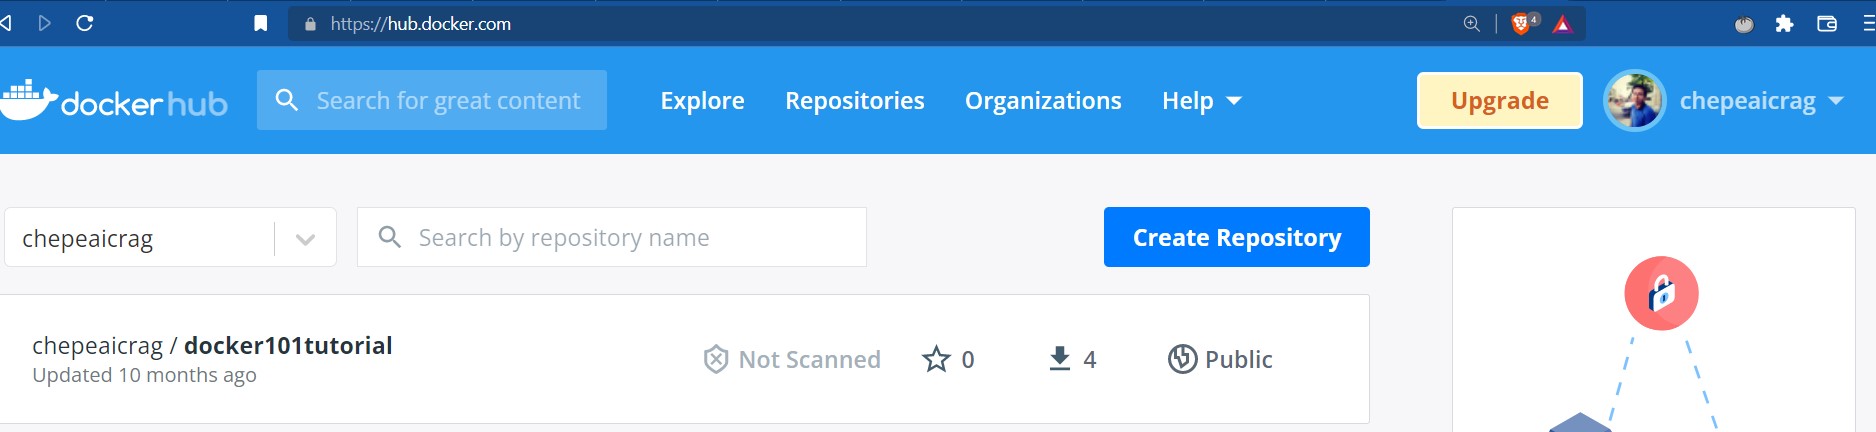 https://hub.docker.com
4
docker hub
Search for great content
Explore
Repositories
Organizations
Help
Upgrade
chepeaicrag
chepeaicrag
Search by repository name
Create Repository
chepeaicrag / docker101tutorial
Not Scanned
0
4
Public
Updated 10 months ago